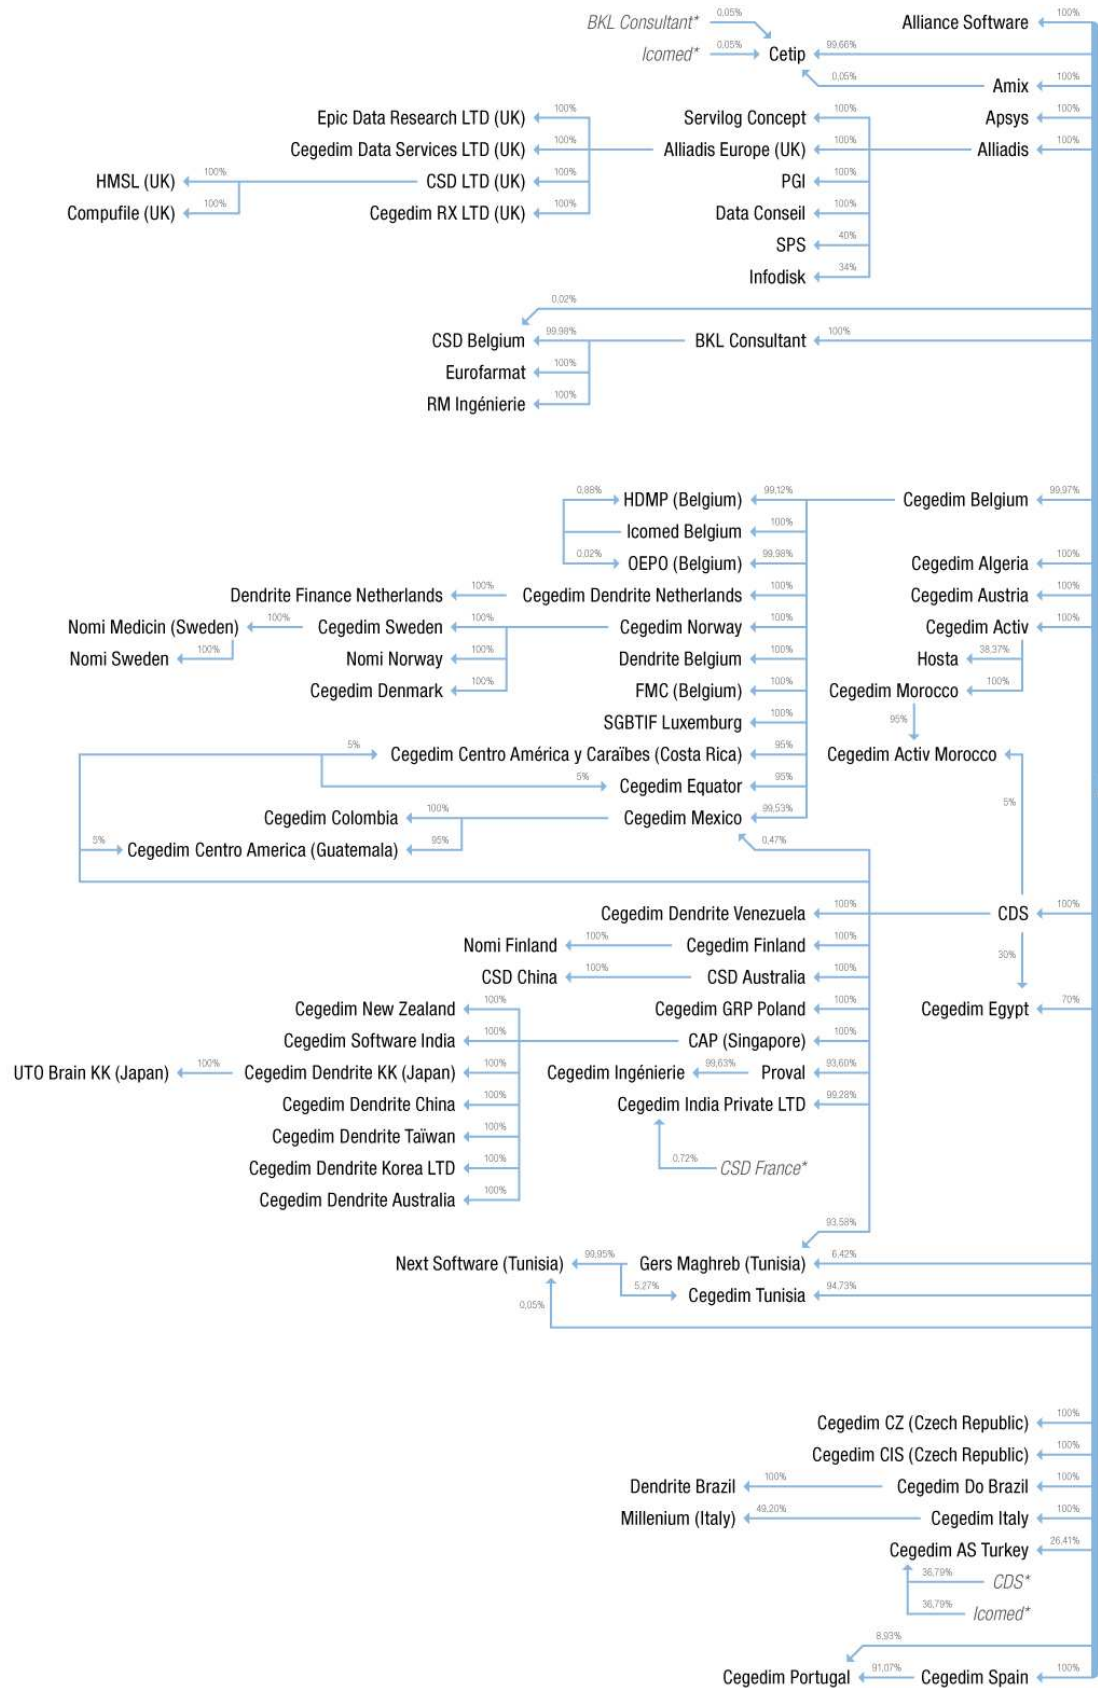 BKL Consultant* 0,05% Alliance Software 100%
Icomed* 0,05% Cetip 99,66%
0,05% Amix 100%
Epic Data Research LTD (UK) 100% Servilog Concept 100% Apsys 100%
Cegedim Data Services LTD (UK) 100% Alliadis Europe (UK) 100% Alliadis 100%
HMSL (UK) 100% CSD LTD (UK) 100% PGI 100%
Compufile (UK) 100% Cegedim RX LTD (UK) 100% Data Conseil 100%
SPS 40%
Infodisk 34%
0,02%
CSD Belgium 99,98% BKL Consultant 100%
Eurofarmat 100%
RM Ingénierie 100%
0,88% HDMP (Belgium) 99,12% Cegedim Belgium 99,97%
Icomed Belgium 100%
0,02% OEPO (Belgium) 99,98% Cegedim Algeria 100%
Dendrite Finance Netherlands 100% Cegedim Dendrite Netherlands 100% Cegedim Austria 100%
Nomi Medicin (Sweden) 100% Cegedim Sweden 100% Cegedim Norway 100% Cegedim Activ 100%
Nomi Sweden 100% Nomi Norway 100% Dendrite Belgium 100% Hosta 38,37%
Cegedim Denmark 100% FMC (Belgium) 100% Cegedim Morocco 100%
SGBTIF Luxemburg 100% 95%
5% Cegedim Centro América y Caraïbes (Costa Rica) 95% Cegedim Activ Morocco
5% Cegedim Equator 95%
5%
Cegedim Colombia 100% Cegedim Mexico 99,53%
5% Cegedim Centro America (Guatemala) 95% 0,47%
Cegedim Dendrite Venezuela 100% CDS 100%
Nomi Finland 100% Cegedim Finland 100% 30%
CSD China 100% CSD Australia 100%
Cegedim New Zealand 100% Cegedim GRP Poland 100% Cegedim Egypt 70%
Cegedim Software India 100% CAP (Singapore) 100%
UTO Brain KK (Japan) 100% Cegedim Dendrite KK (Japan) 100% Cegedim Ingénierie 99,63% Proval 93,60%
Cegedim Dendrite China 100% Cegedim India Private LTD 99,28%
Cegedim Dendrite Taïwan 100%
Cegedim Dendrite Korea LTD 100% 0,72% CSD France*
Cegedim Dendrite Australia 100%
93,58%
Next Software (Tunisia) 99,95% Gers Maghreb (Tunisia) 6,42%
5,27% Cegedim Tunisia 94,73%
0,05%
Cegedim CZ (Czech Republic) 100%
Cegedim CIS (Czech Republic) 100%
Dendrite Brazil 100% Cegedim Do Brazil 100%
Millenium (Italy) 49,20% Cegedim Italy 100%
Cegedim AS Turkey 26,41%
36,79% CDS*
36,79% Icomed*
8,93%
Cegedim Portugal 91,07% Cegedim Spain 100%